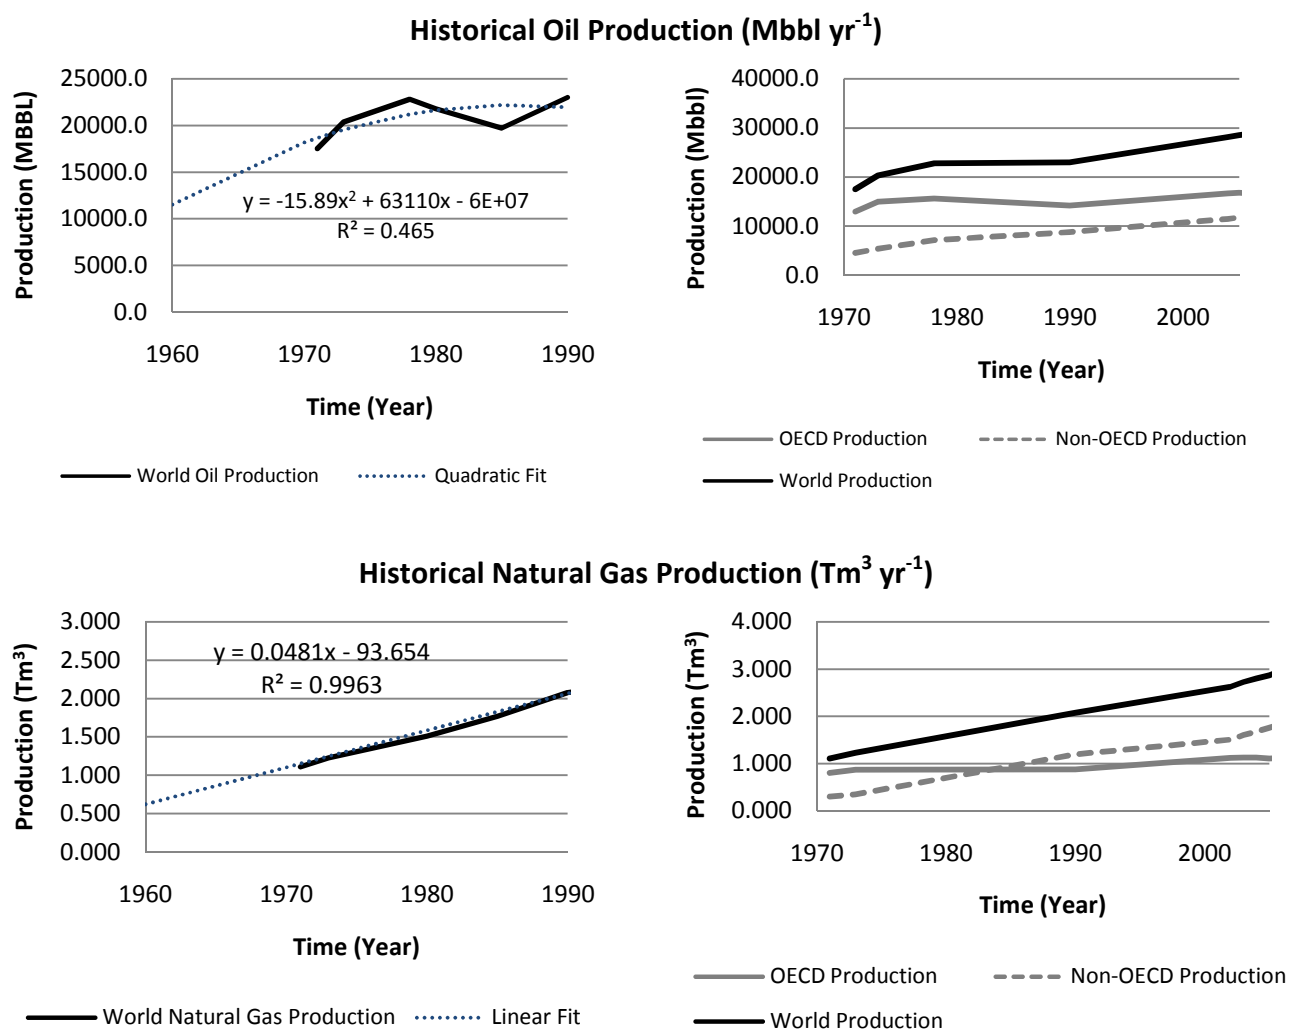 Historical Oil Production (Mbbl yr⁻¹)
Production (MBBL)
25000.0
20000.0
15000.0
10000.0
5000.0
0.0
y = -15.89x² + 63110x - 6E+07
R² = 0.465
1960 1970 1980 1990
Time (Year)
World Oil Production Quadratic Fit
Production (Mbbl)
40000.0
30000.0
20000.0
10000.0
0.0
1970 1980 1990 2000
Time (Year)
OECD Production Non-OECD Production
World Production
Historical Natural Gas Production (Tm³ yr⁻¹)
Production (Tm³)
3.000
2.500
2.000
1.500
1.000
0.500
0.000
y = 0.0481x - 93.654
R² = 0.9963
1960 1970 1980 1990
Time (Year)
World Natural Gas Production Linear Fit
Production (Tm³)
4.000
3.000
2.000
1.000
0.000
1970 1980 1990 2000
Time (Year)
OECD Production Non-OECD Production
World Production